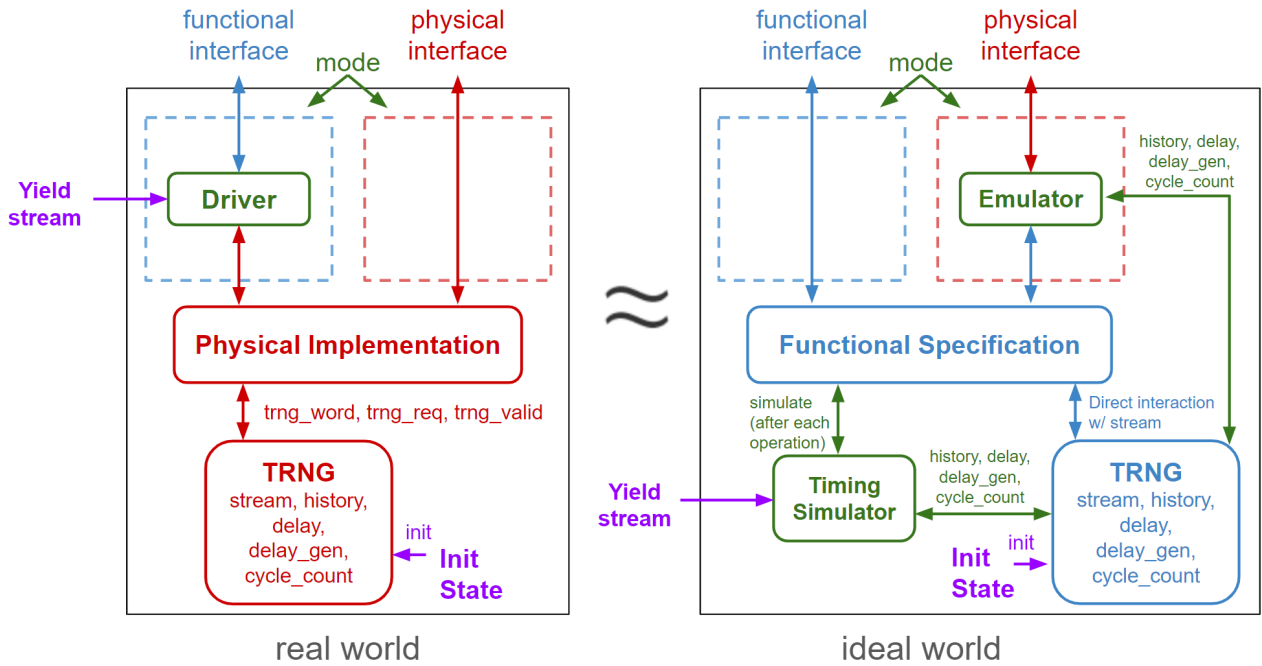 functional
interface
physical
interface
mode
Yield
stream
Driver
Physical Implementation
trng_word, trng_req, trng_valid
TRNG
stream, history,
delay,
delay_gen,
cycle_count
init
Init
State
real world
≈
functional
interface
physical
interface
mode
history, delay,
delay_gen,
cycle_count
Emulator
Functional Specification
simulate
(after each
operation)
Direct interaction
w/ stream
Yield
stream
Timing
Simulator
history, delay,
delay_gen,
cycle_count
TRNG
stream, history,
delay,
delay_gen,
cycle_count
init
Init
State
ideal world